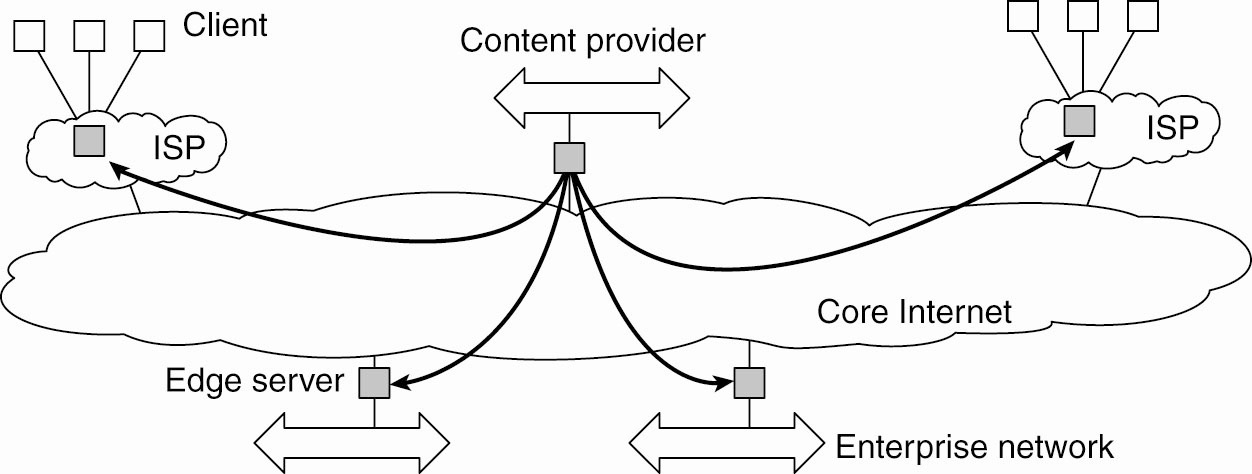 Client
Content provider
ISP
ISP
Core Internet
Edge server
Enterprise network